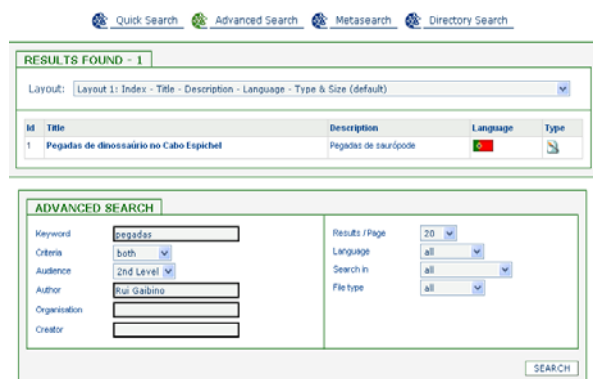 Quick Search Advanced Search Metasearch Directory Search
RESULTS FOUND - 1
Layout: Layout 1: Index - Title - Description - Language - Type & Size (default)
Id Title Description Language Type
1 Pegadas de dinossaúrio no Cabo Espichel Pegadas de saurópode
ADVANCED SEARCH
Keyword pegadas Results / Page 20
Criteria both Language all
Audience 2nd Level Search in all
Author Rui Gaibino File type all
Organisation
Creator
SEARCH